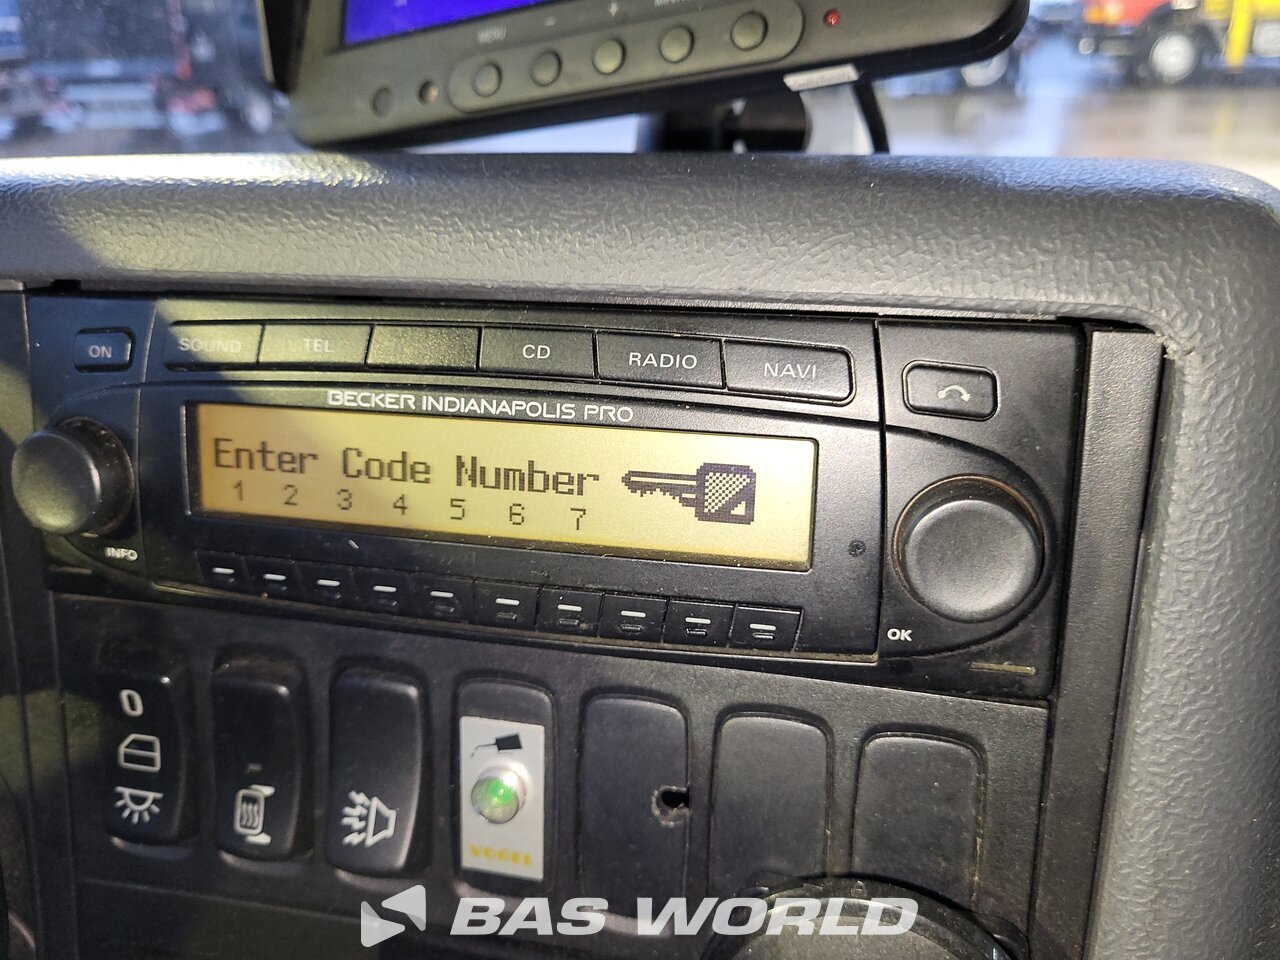 MENU
ON
SOUND
TEL
CD
RADIO
NAVI
BECKER INDIANAPOLIS PRO
Enter Code Number
1 2 3 4 5 6 7
INFO
OK
0
VOGEL
BAS WORLD